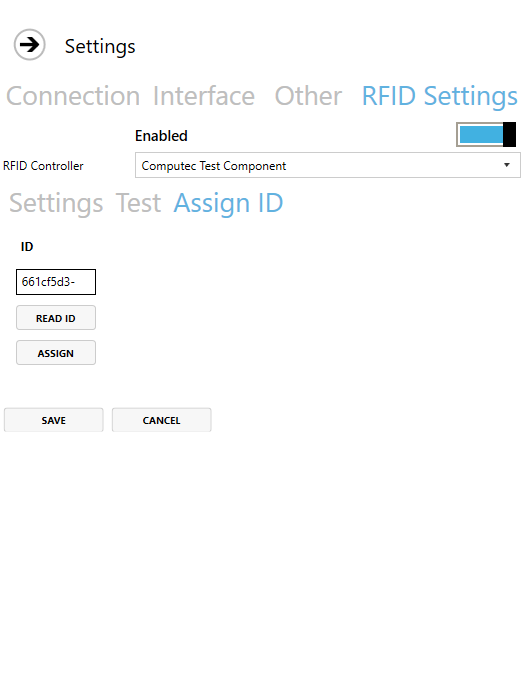 Settings
Connection Interface Other RFID Settings
Enabled
RFID Controller Computec Test Component
Settings Test Assign ID
ID
661cf5d3-
READ ID
ASSIGN
SAVE CANCEL